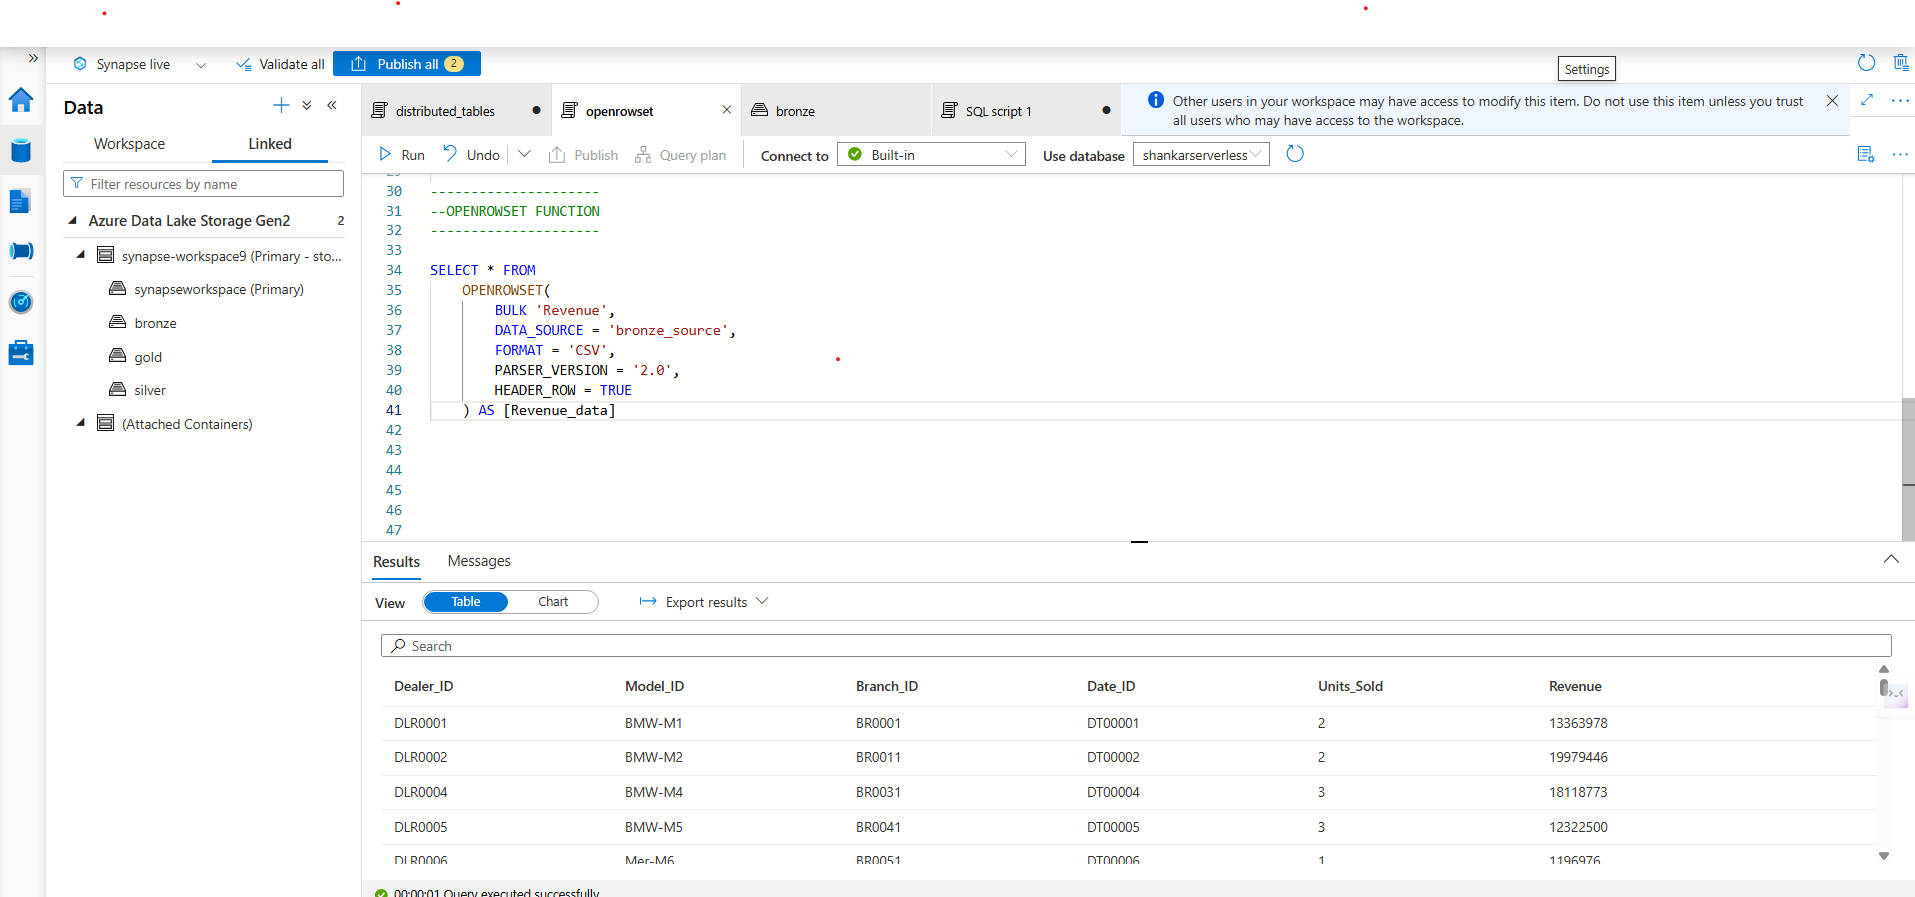 Synapse live
Validate all
Publish all 2
Settings
Data
Workspace
Linked
Filter resources by name
Azure Data Lake Storage Gen2 2
synapse-workspace9 (Primary - sto...
synapseworkspace (Primary)
bronze
gold
silver
(Attached Containers)
distributed_tables
openrowset
bronze
SQL script 1
Other users in your workspace may have access to modify this item. Do not use this item unless you trust
all users who may have access to the workspace.
Run
Undo
Publish
Query plan
Connect to
Built-in
Use database
shankarserverless
30 ---------------------
31 --OPENROWSET FUNCTION
32 ---------------------
33
34 SELECT * FROM
35 OPENROWSET(
36 BULK 'Revenue',
37 DATA_SOURCE = 'bronze_source',
38 FORMAT = 'CSV',
39 PARSER_VERSION = '2.0',
40 HEADER_ROW = TRUE
41 ) AS [Revenue_data]
42
43
44
45
46
47
Results
Messages
View
Table
Chart
Export results
Search
Dealer_ID Model_ID Branch_ID Date_ID Units_Sold Revenue
DLR0001 BMW-M1 BR0001 DT00001 2 13363978
DLR0002 BMW-M2 BR0011 DT00002 2 19979446
DLR0004 BMW-M4 BR0031 DT00004 3 18118773
DLR0005 BMW-M5 BR0041 DT00005 3 12322500
DLR0006 Mer-M6 BR0051 DT00006 1 1196976
00:00:01 Query executed successfully